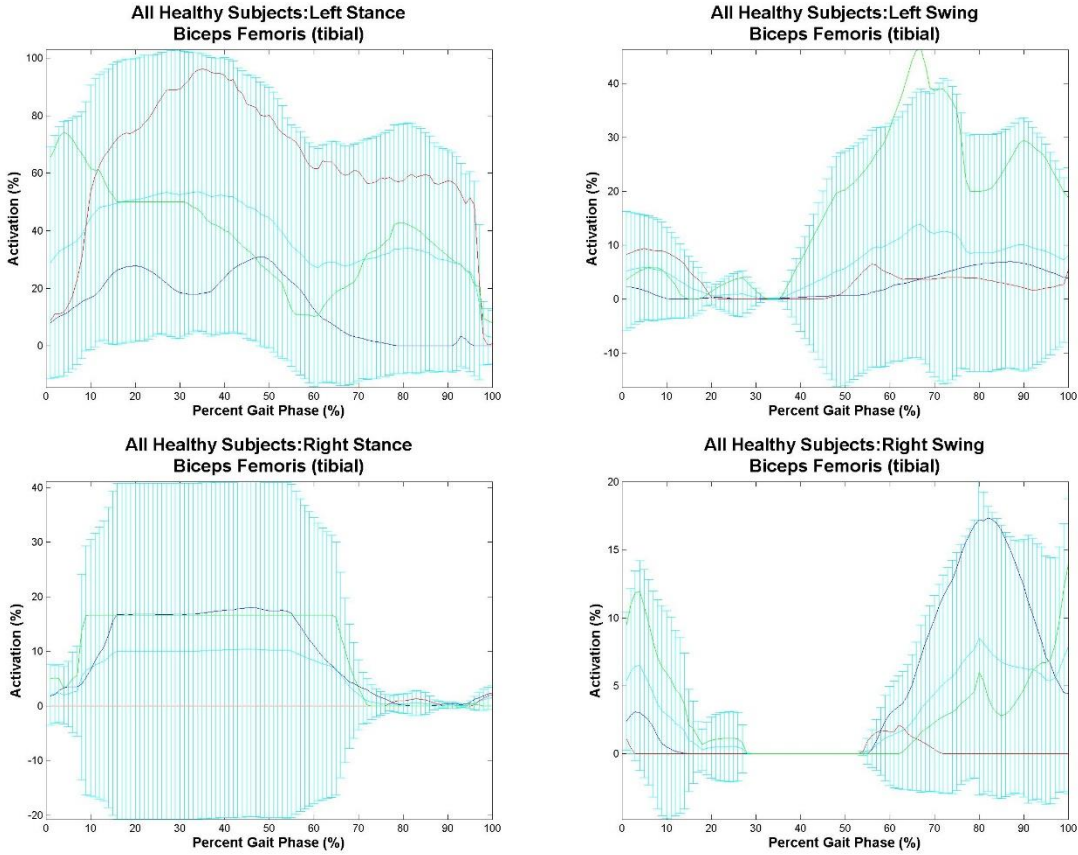 All Healthy Subjects:Left Stance
Biceps Femoris (tibial)
100
80
60
40
20
0
Activation (%)
0 10 20 30 40 50 60 70 80 90 100
Percent Gait Phase (%)
All Healthy Subjects:Left Swing
Biceps Femoris (tibial)
40
30
20
10
0
-10
Activation (%)
0 10 20 30 40 50 60 70 80 90 100
Percent Gait Phase (%)
All Healthy Subjects:Right Stance
Biceps Femoris (tibial)
40
30
20
10
0
-10
-20
Activation (%)
0 10 20 30 40 50 60 70 80 90 100
Percent Gait Phase (%)
All Healthy Subjects:Right Swing
Biceps Femoris (tibial)
20
15
10
5
0
Activation (%)
0 10 20 30 40 50 60 70 80 90 100
Percent Gait Phase (%)